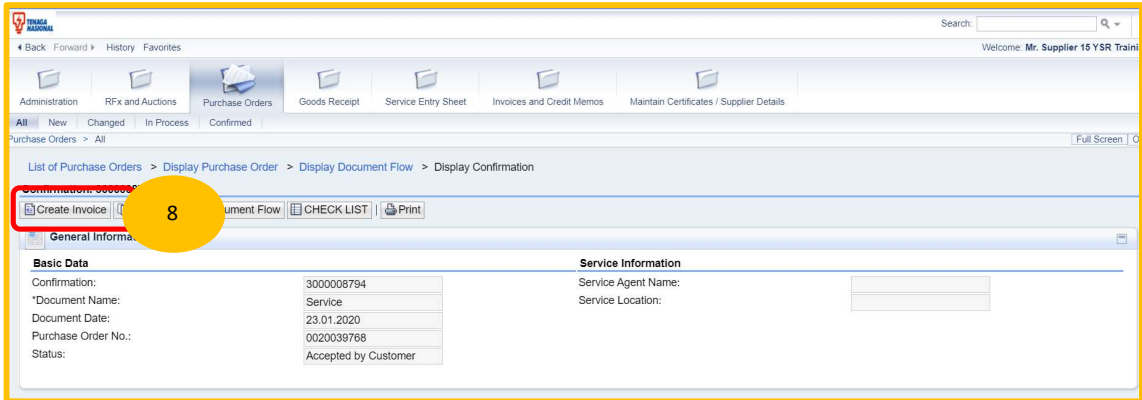 TENAGA
NASIONAL
Search:
Back Forward History Favorites
Welcome: Mr. Supplier 15 YSR Traini
Administration RFx and Auctions Purchase Orders Goods Receipt Service Entry Sheet Invoices and Credit Memos Maintain Certificates / Supplier Details
All New Changed In Process Confirmed
Purchase Orders > All
Full Screen
List of Purchase Orders > Display Purchase Order > Display Document Flow > Display Confirmation
Create Invoice 8 Flow CHECK LIST | Print
General
Basic Data Service Information
Confirmation: 3000008794 Service Agent Name:
*Document Name: Service Service Location:
Document Date: 23.01.2020
Purchase Order No.: 0020039768
Status: Accepted by Customer